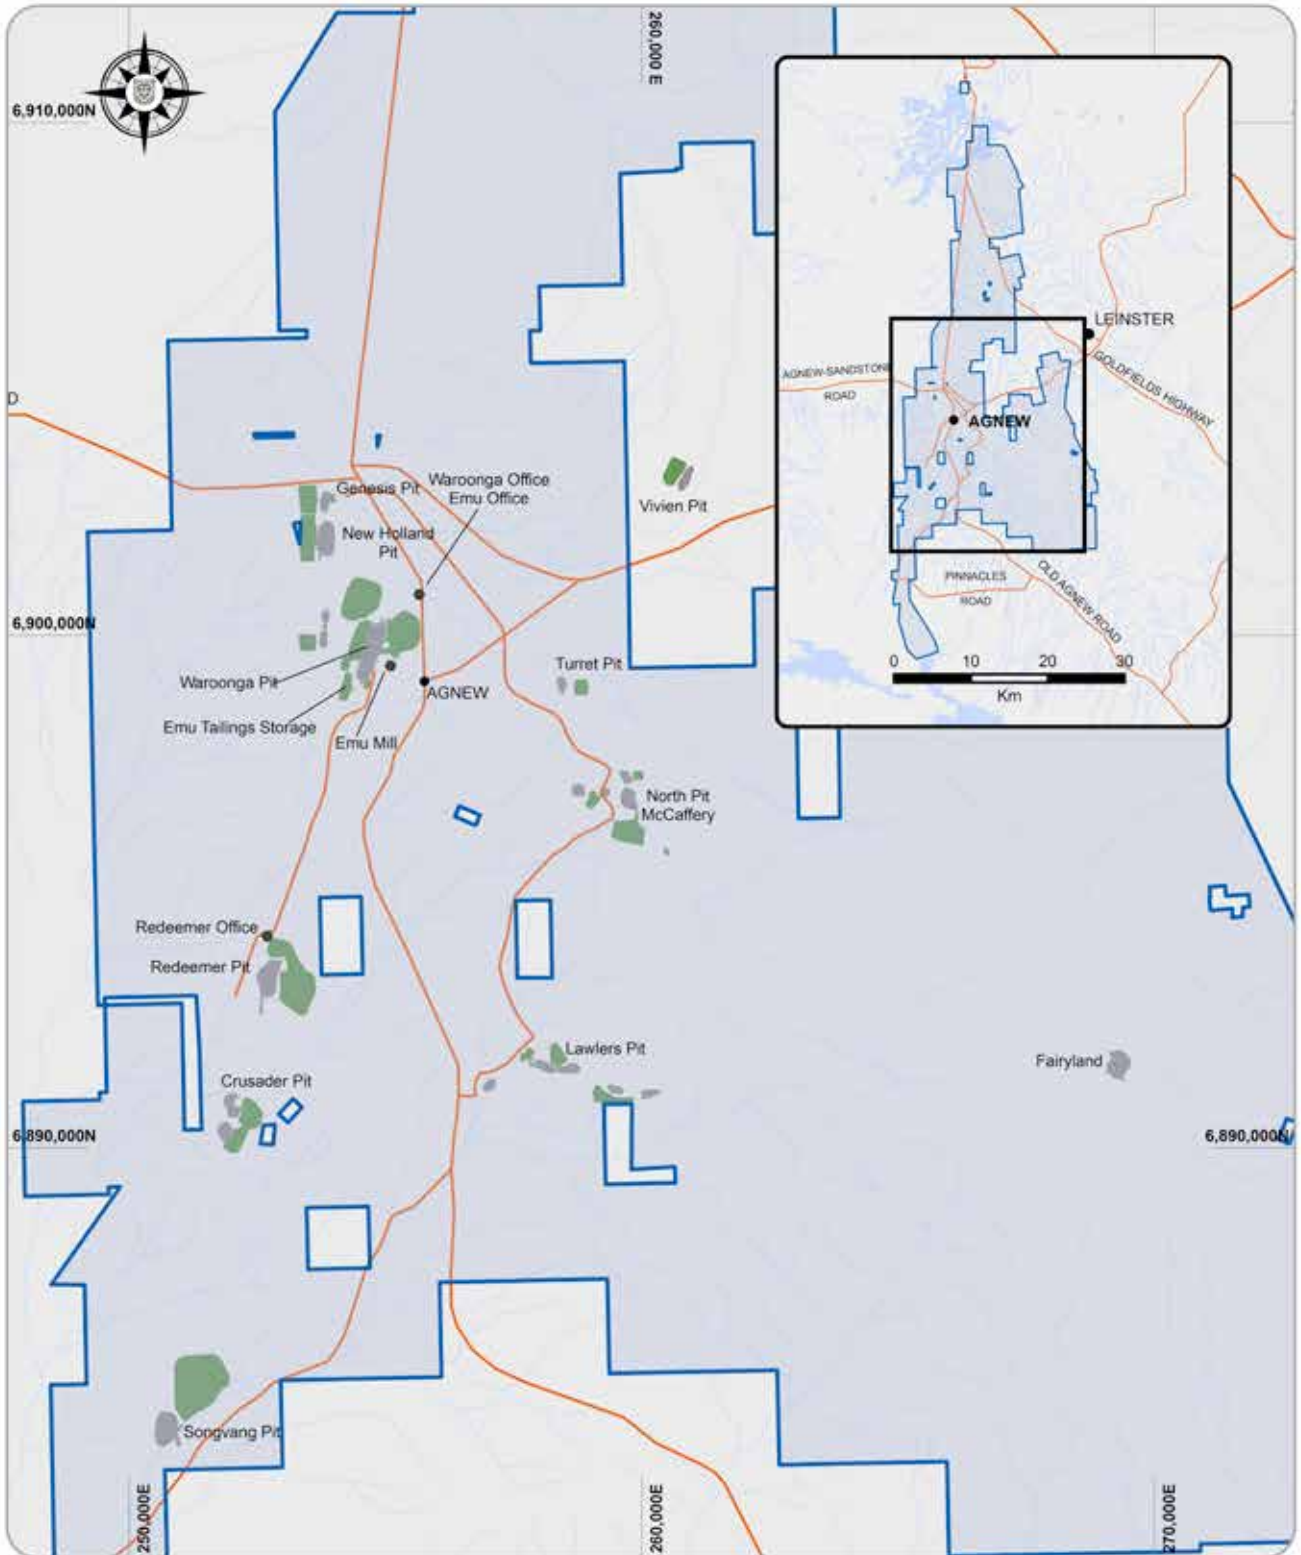 260,000 E
6,910,000N
LEINSTER
AGNEW-SANDSTONE
ROAD
GOLDFIELDS HIGHWAY
AGNEW
PINNACLES
ROAD
OLD AGNEW ROAD
0 10 20 30
Km
D
Genesis Pit
Waroonga Office
Emu Office
Vivien Pit
New Holland
Pit
6,900,000N
Turret Pit
Waroonga Pit
AGNEW
Emu Tailings Storage
Emu Mill
North Pit
McCaffery
Redeemer Office
Redeemer Pit
Lawlers Pit
Fairyland
Crusader Pit
6,890,000N
6,890,000N
Songvang Pit
250,000E
260,000E
270,000E